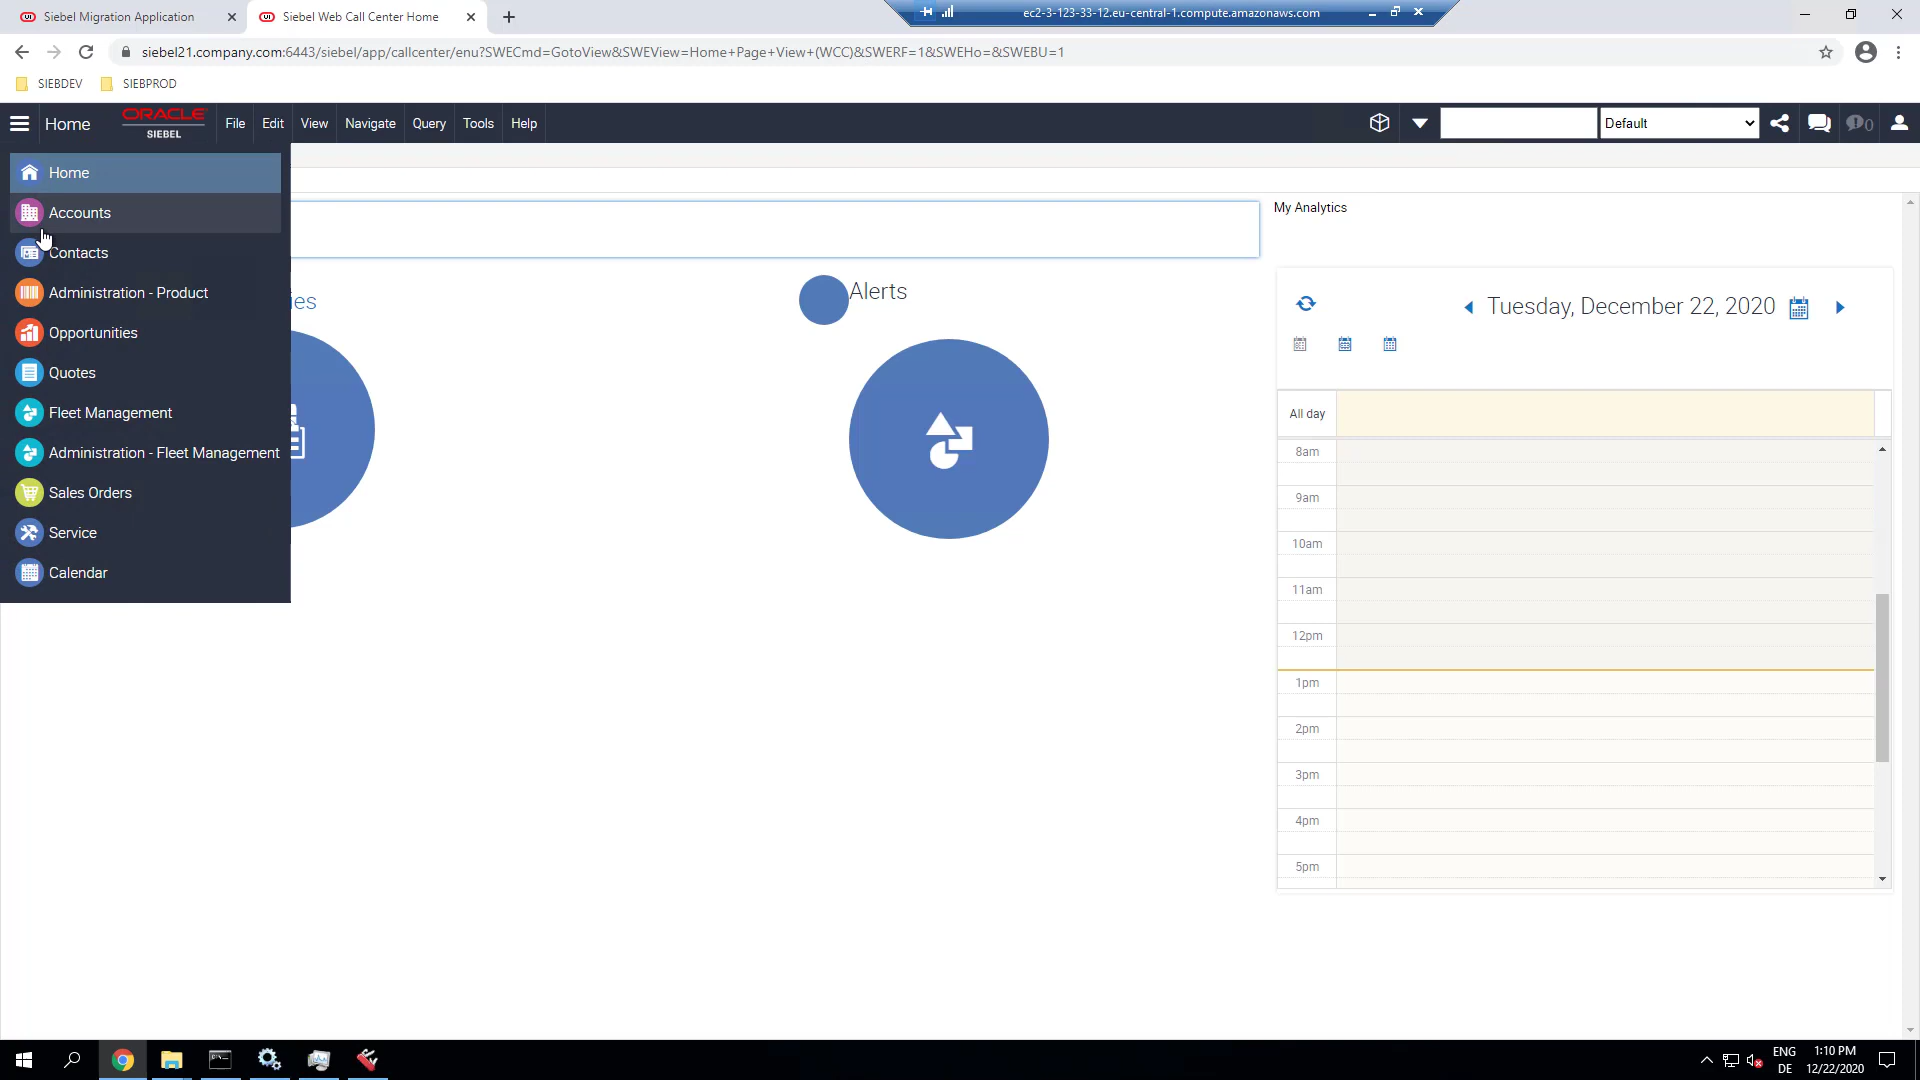 Siebel Migration Application
Siebel Web Call Center Home
ec2-3-123-33-12.eu-central-1.compute.amazonaws.com
siebel21.company.com:6443/siebel/app/callcenter/enu?SWECmd=GotoView&SWEView=Home+Page+View+(WCC)&SWERF=1&SWEHo=&SWEBU=1
SIEBDEV
SIEBPROD
Home
ORACLE
SIEBEL
File
Edit
View
Navigate
Query
Tools
Help
Default
0
Home
Accounts
Contacts
Administration - Product
Opportunities
Quotes
Fleet Management
Administration - Fleet Management
Sales Orders
Service
Calendar
ies
Alerts
My Analytics
Tuesday, December 22, 2020
All day
8am
9am
10am
11am
12pm
1pm
2pm
3pm
4pm
5pm
ENG
DE
1:10 PM
12/22/2020